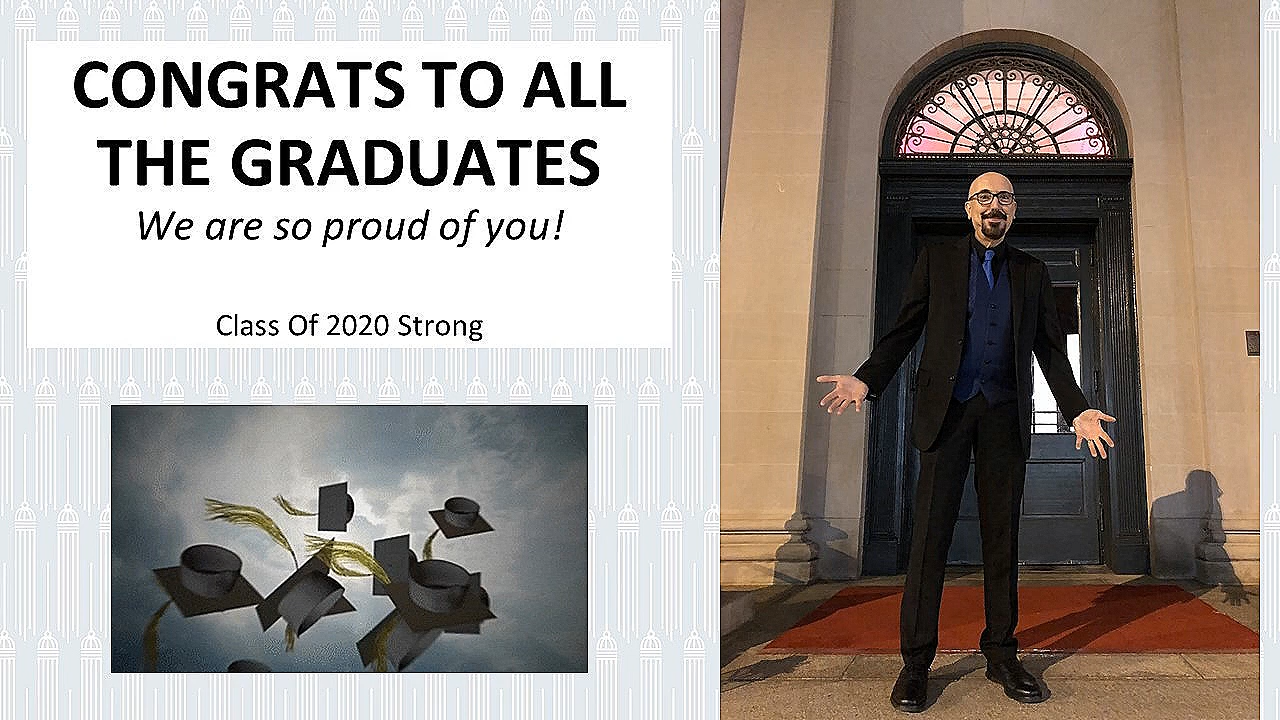 CONGRATS TO ALL
THE GRADUATES
We are so proud of you!
Class Of 2020 Strong